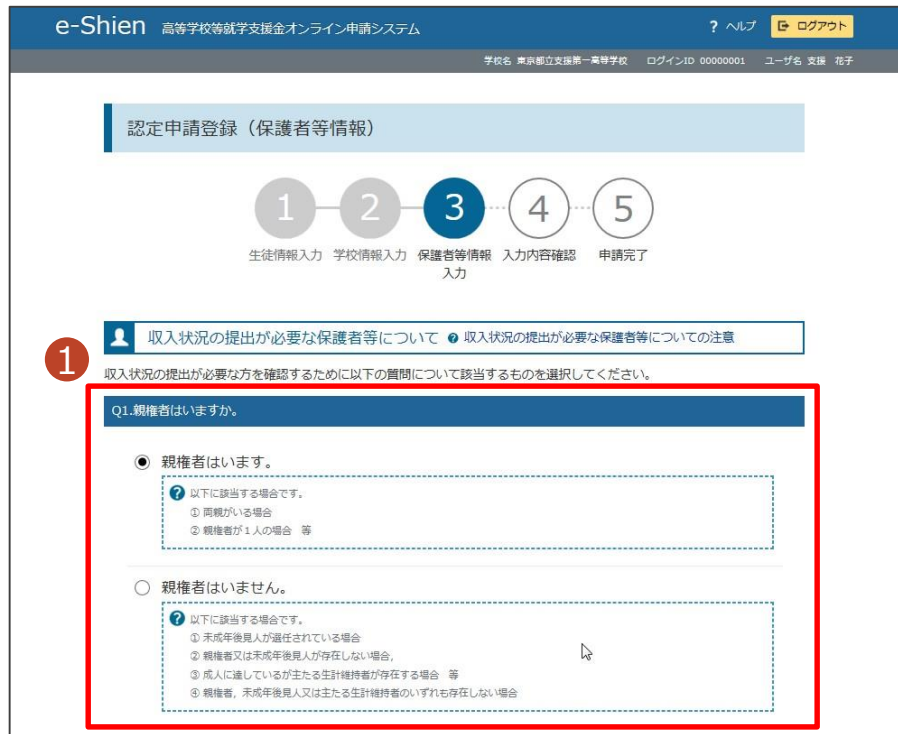 e-Shien 高等学校等就学支援金オンライン申請システム ? ヘルプ ログアウト
学校名 東京都立支援第一高等学校 ログインID 00000001 ユーザ名 支援 花子
認定申請登録（保護者等情報）
1 2 3 4 5
生徒情報入力 学校情報入力 保護者等情報入力 入力内容確認 申請完了
収入状況の提出が必要な保護者等について ? 収入状況の提出が必要な保護者等についての注意
1
収入状況の提出が必要な方を確認するために以下の質問について該当するものを選択してください。
Q1.親権者はいますか。
親権者はいます。
? 以下に該当する場合です。
① 両親がいる場合
② 親権者が１人の場合 等
親権者はいません。
? 以下に該当する場合です。
① 未成年後見人が選任されている場合
② 親権者又は未成年後見人が存在しない場合，
③ 成人に達しているが主たる生計維持者が存在する場合 等
④ 親権者，未成年後見人又は主たる生計維持者のいずれも存在しない場合